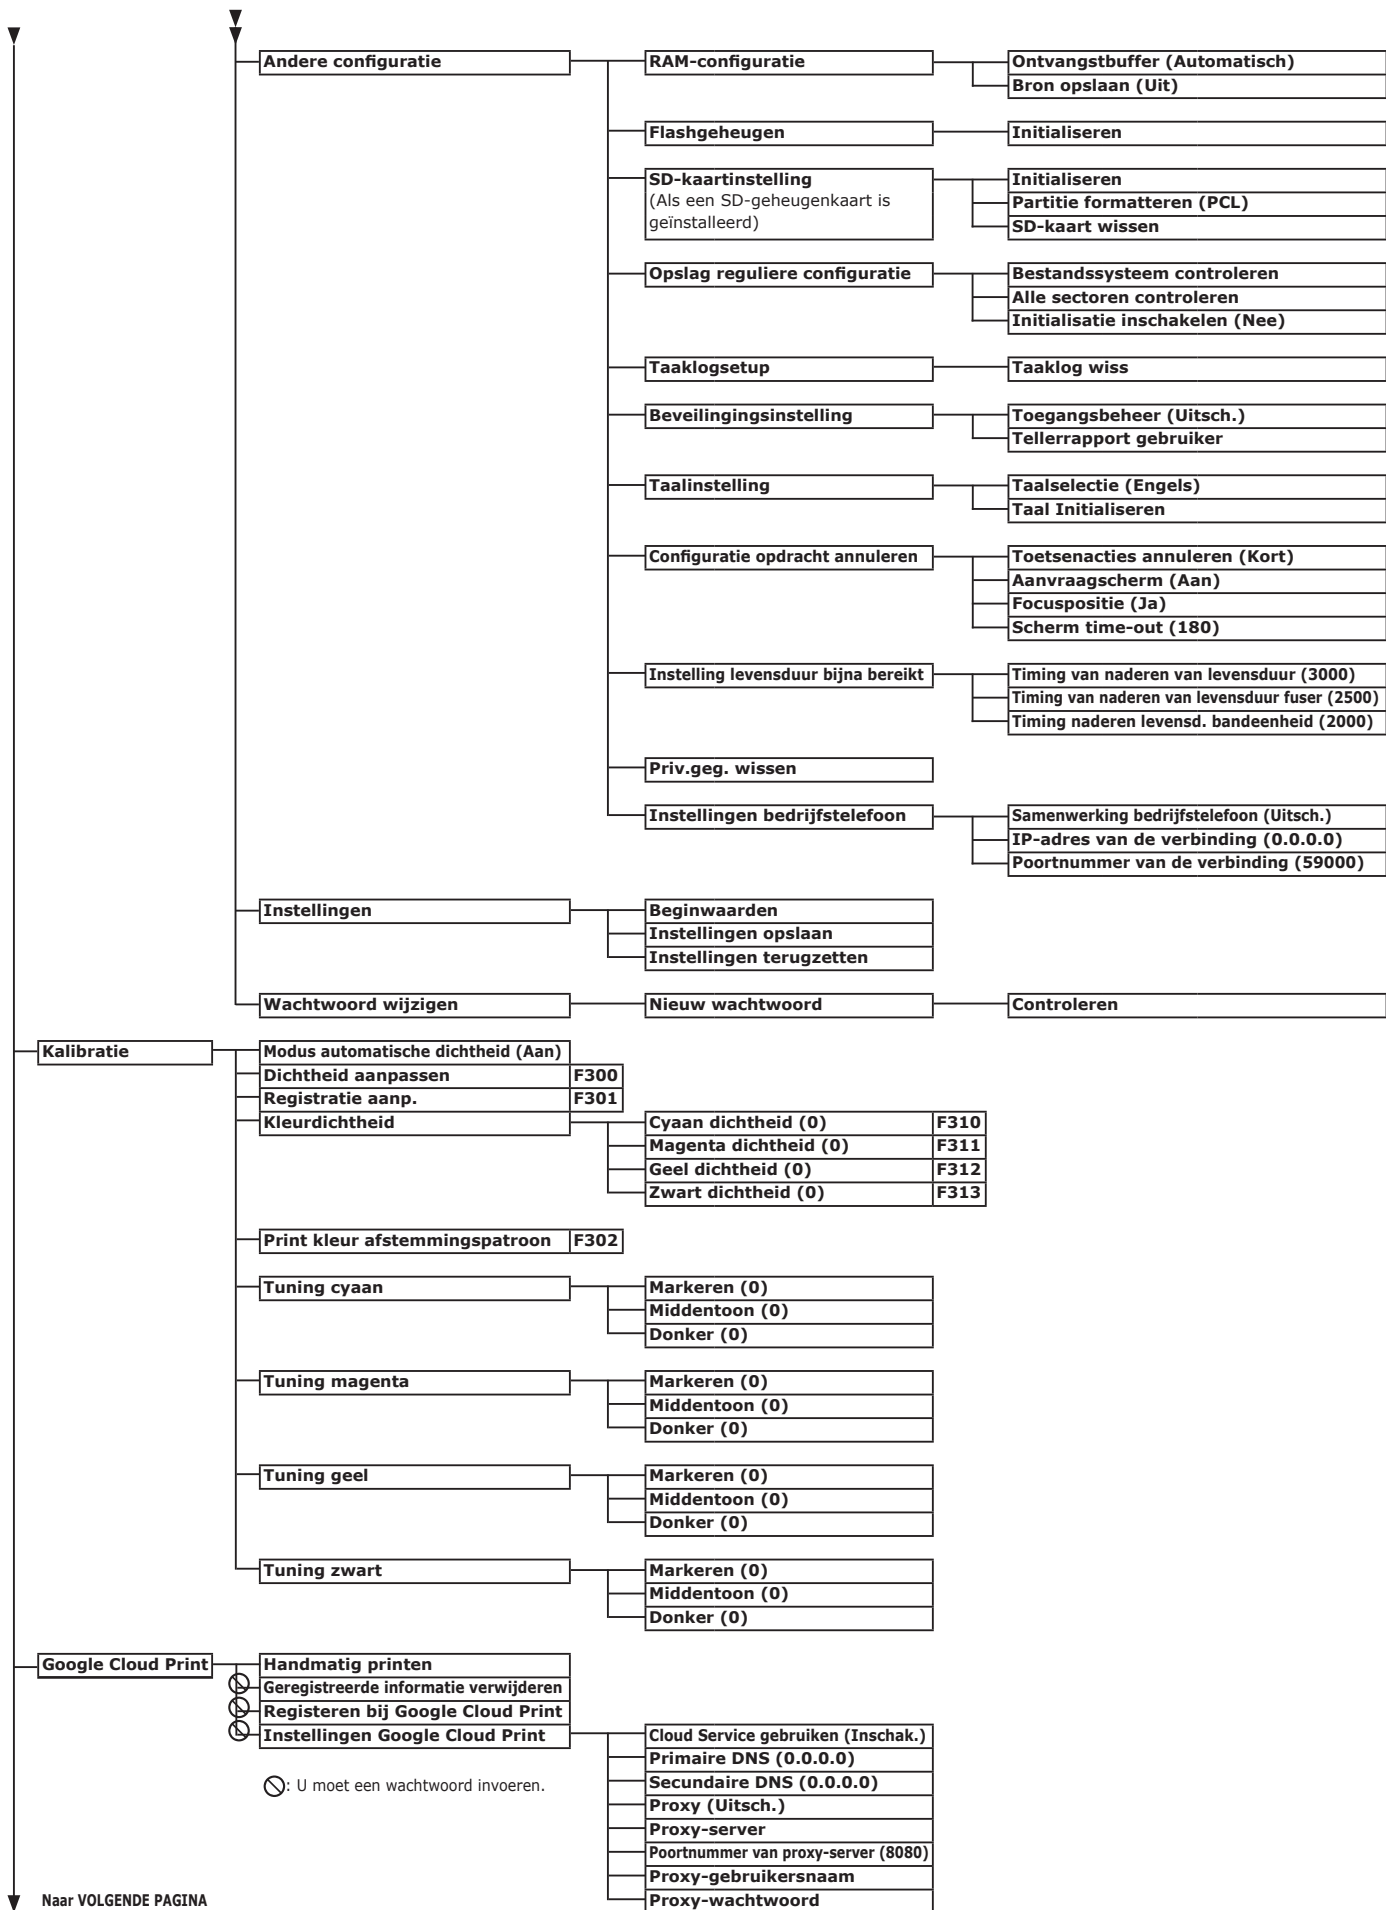 Andere configuratie
RAM-configuratie
Ontvangstbuffer (Automatisch)
Bron opslaan (Uit)
Flashgeheugen
Initialiseren
SD-kaartinstelling
(Als een SD-geheugenkaart is
geïnstalleerd)
Initialiseren
Partitie formatteren (PCL)
SD-kaart wissen
Opslag reguliere configuratie
Bestandssysteem controleren
Alle sectoren controleren
Initialisatie inschakelen (Nee)
Taaklogsetup
Taaklog wiss
Beveilingingsinstelling
Toegangsbeheer (Uitsch.)
Tellerrapport gebruiker
Taalinstelling
Taalselectie (Engels)
Taal Initialiseren
Configuratie opdracht annuleren
Toetsenacties annuleren (Kort)
Aanvraagscherm (Aan)
Focuspositie (Ja)
Scherm time-out (180)
Instelling levensduur bijna bereikt
Timing van naderen van levensduur (3000)
Timing van naderen van levensduur fuser (2500)
Timing naderen levensd. bandeenheid (2000)
Priv.geg. wissen
Instellingen bedrijfstelefoon
Samenwerking bedrijfstelefoon (Uitsch.)
IP-adres van de verbinding (0.0.0.0)
Poortnummer van de verbinding (59000)
Instellingen
Beginwaarden
Instellingen opslaan
Instellingen terugzetten
Wachtwoord wijzigen
Nieuw wachtwoord
Controleren
Kalibratie
Modus automatische dichtheid (Aan)
Dichtheid aanpassen F300
Registratie aanp. F301
Kleurdichtheid
Cyaan dichtheid (0) F310
Magenta dichtheid (0) F311
Geel dichtheid (0) F312
Zwart dichtheid (0) F313
Print kleur afstemmingspatroon F302
Tuning cyaan
Markeren (0)
Middentoon (0)
Donker (0)
Tuning magenta
Markeren (0)
Middentoon (0)
Donker (0)
Tuning geel
Markeren (0)
Middentoon (0)
Donker (0)
Tuning zwart
Markeren (0)
Middentoon (0)
Donker (0)
Google Cloud Print
Handmatig printen
Geregistreerde informatie verwijderen
Registeren bij Google Cloud Print
Instellingen Google Cloud Print
Cloud Service gebruiken (Inschak.)
Primaire DNS (0.0.0.0)
Secundaire DNS (0.0.0.0)
Proxy (Uitsch.)
Proxy-server
Poortnummer van proxy-server (8080)
Proxy-gebruikersnaam
Proxy-wachtwoord
: U moet een wachtwoord invoeren.
Naar VOLGENDE PAGINA